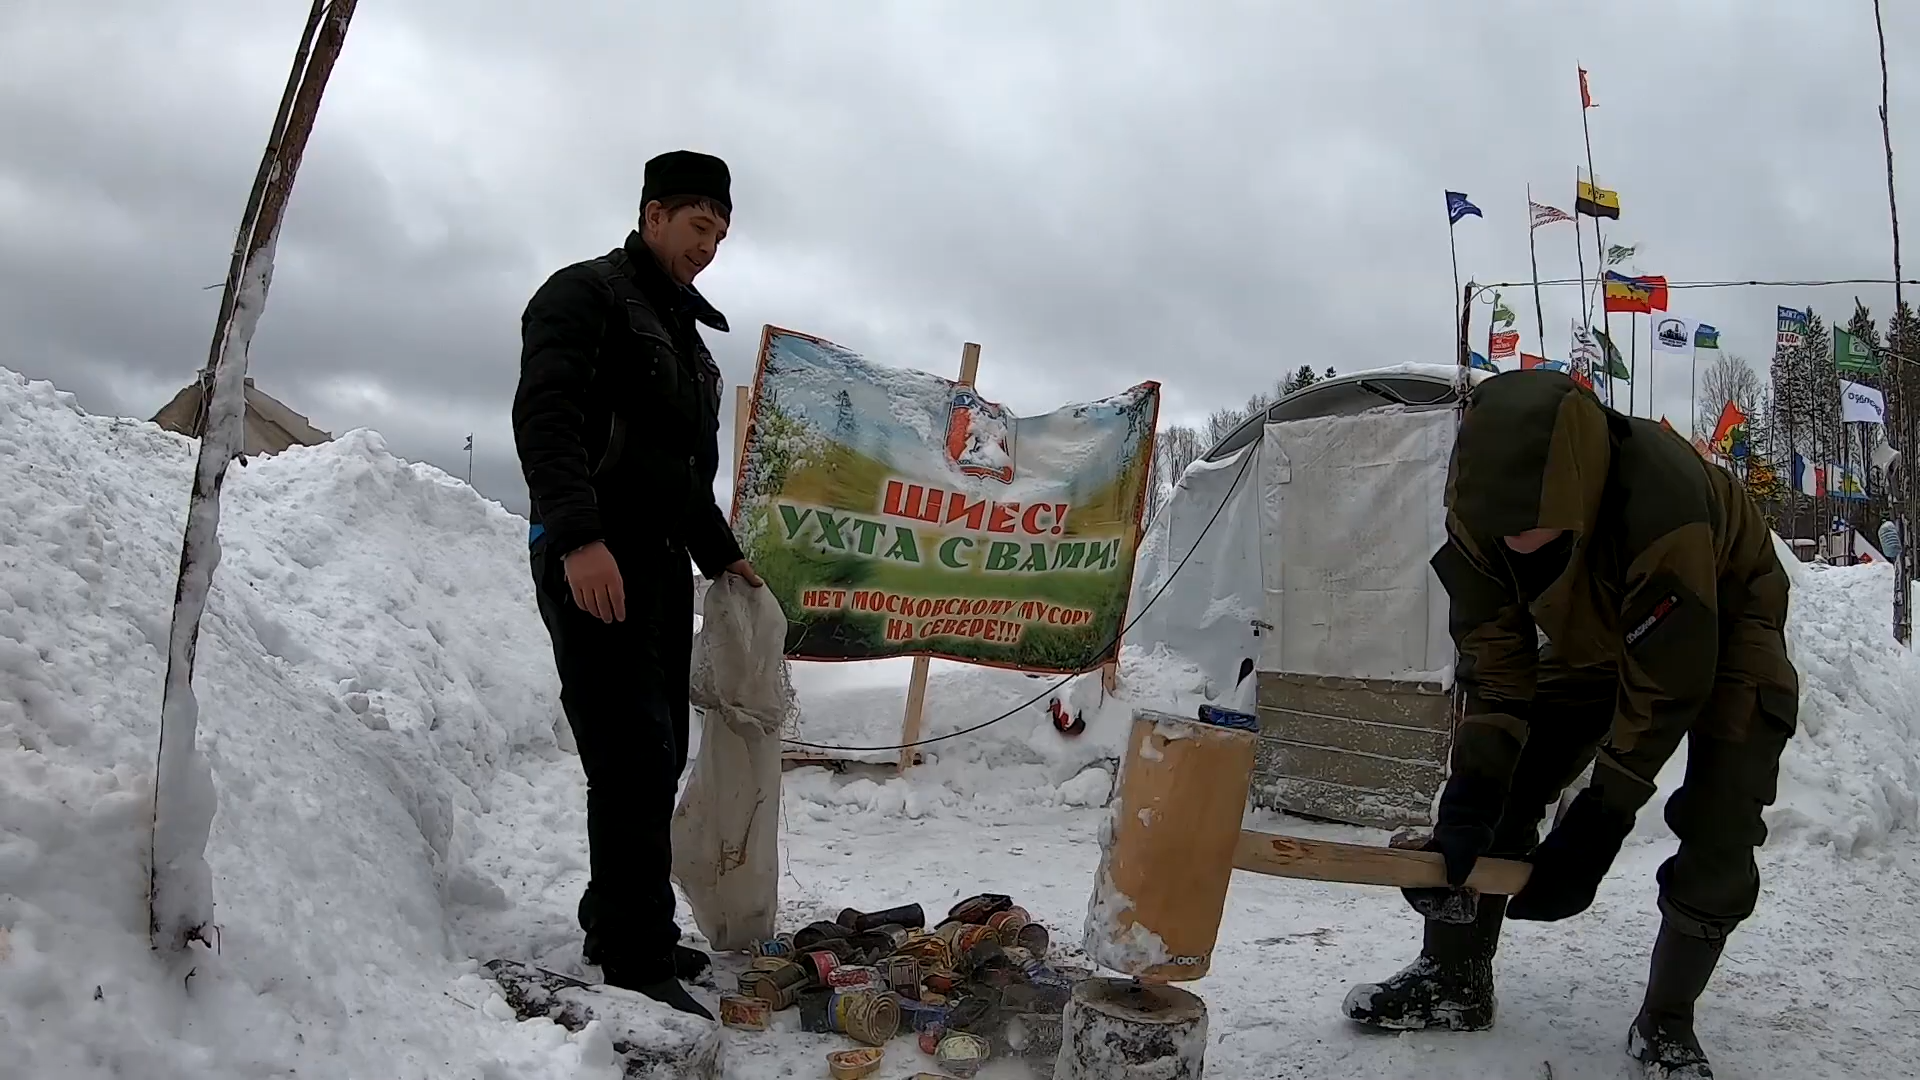 ШИЕС!
УХТА С ВАМИ!
НЕТ МОСКОВСКОМУ МУСОРУ
НА СЕВЕРЕ!!!